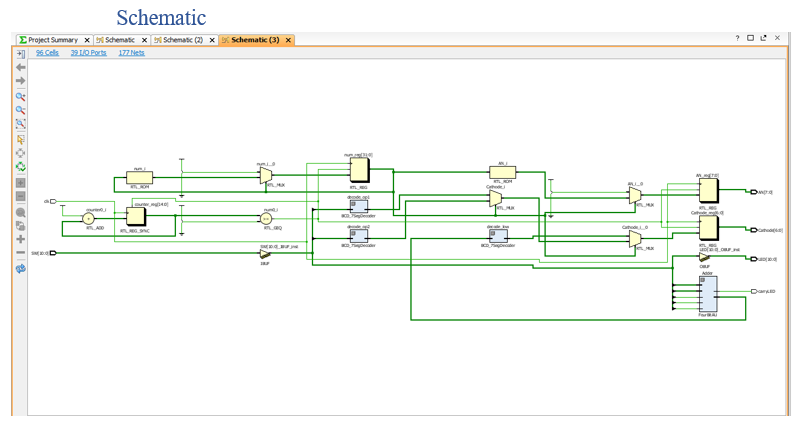 Schematic
Project Summary
Schematic
Schematic (2)
Schematic (3)
96 Cells 39 I/O Ports 177 Nets
num_reg[31:0]
num_i
RTL_ROM
num_i__0
RTL_MUX
RTL_REG
AN_i
RTL_ROM
Cathode_i
RTL_MUX
AN_i__0
RTL_MUX
AN_reg[7:0]
RTL_REG
AN[7:0]
clk
counter0_i
RTL_ADD
counter_reg[14:0]
RTL_REG_SYNC
num0_i
RTL_GEQ
decode_op1
BCD_7SegDecoder
decode_op2
BCD_7SegDecoder
BCD_7SegDecoder
Cathode_i__0
RTL_MUX
Cathode_reg[6:0]
RTL_REG
Cathode[6:0]
SW[10:0]
SW[10:0]_IBUF_inst
IBUF
LED[10:0]_OBUF_inst
OBUF
LED[10:0]
Adder
FourBitALU
carryLED